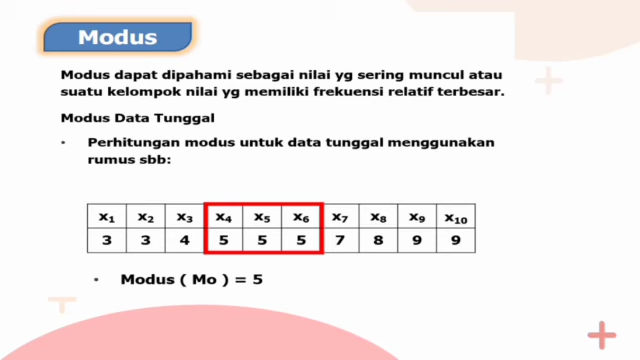 Modus
Modus dapat dipahami sebagai nilai yg sering muncul atau
suatu kelompok nilai yg memiliki frekuensi relatif terbesar.
Modus Data Tunggal
• Perhitungan modus untuk data tunggal menggunakan
rumus sbb:
x₁ x₂ x₃ x₄ x₅ x₆ x₇ x₈ x₉ x₁₀
3 3 4 5 5 5 7 8 9 9
• Modus ( Mo ) = 5